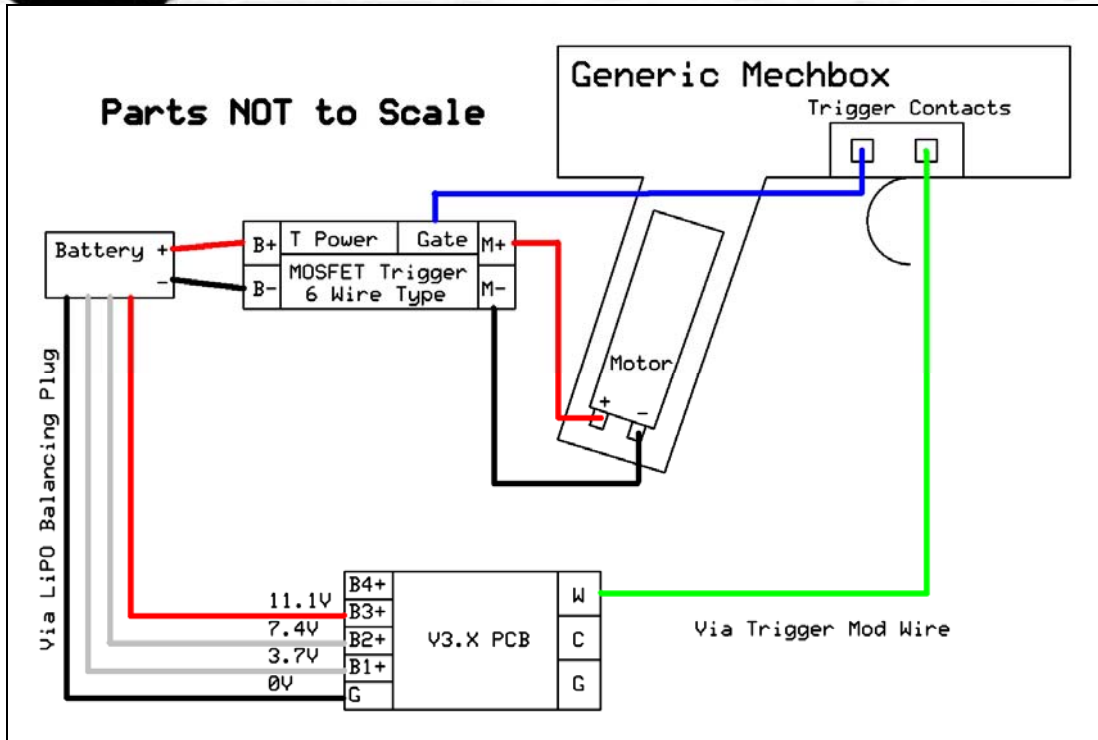 Generic Mechbox
Trigger Contacts
Parts NOT to Scale
Battery +
-
B+
T Power
Gate
M+
B-
MOSFET Trigger
6 Wire Type
M-
Motor
+
-
Via LiPO Balancing Plug
11.1V
7.4V
3.7V
0V
B4+
B3+
B2+
B1+
G
V3.X PCB
W
C
G
Via Trigger Mod Wire